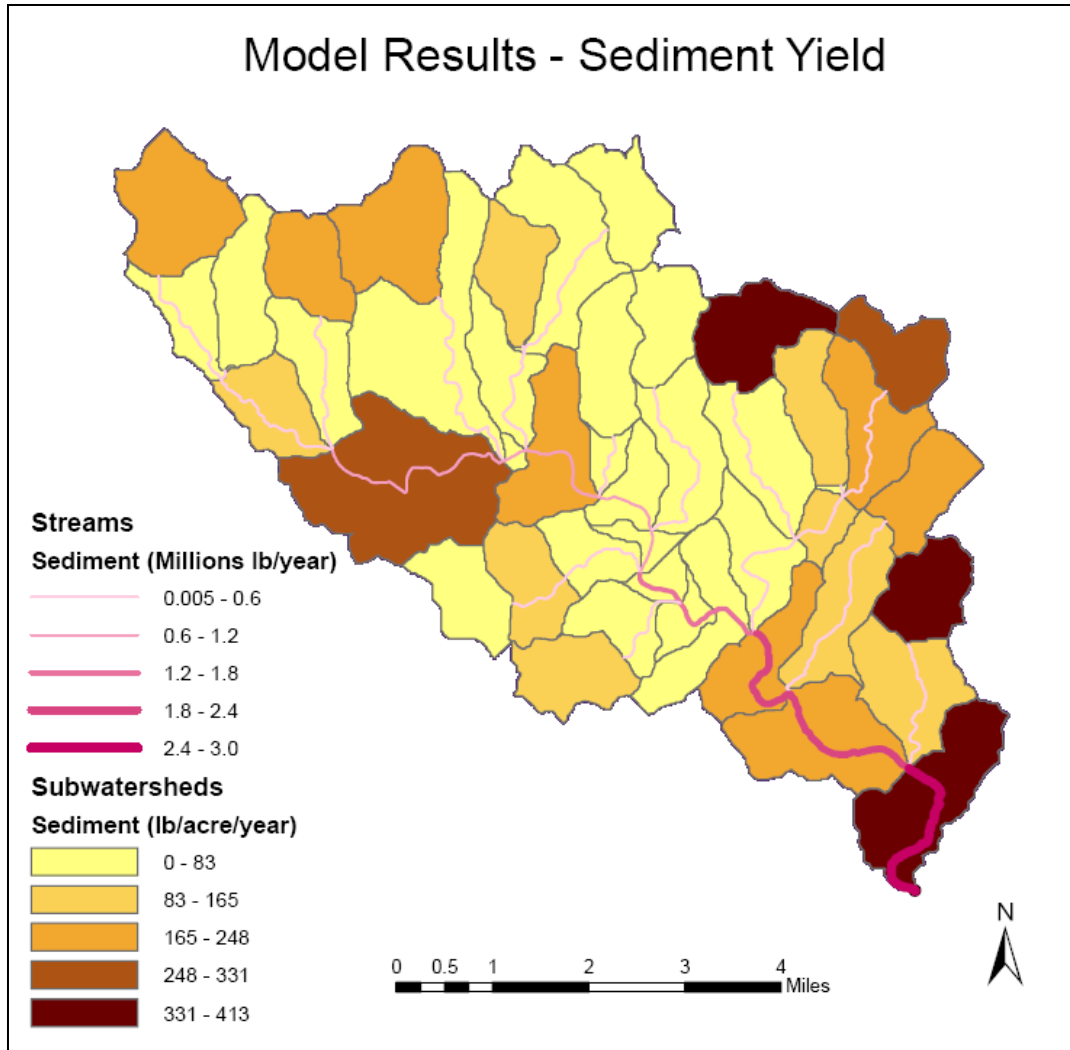 Model Results - Sediment Yield
Streams
Sediment (Millions lb/year)
0.005 - 0.6
0.6 - 1.2
1.2 - 1.8
1.8 - 2.4
2.4 - 3.0
Subwatersheds
Sediment (lb/acre/year)
0 - 83
83 - 165
165 - 248
248 - 331
331 - 413
0 0.5 1 2 3 4
Miles
N